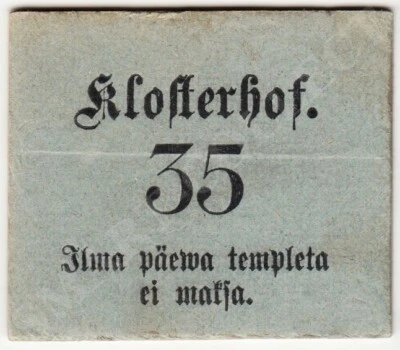 Klosterhof.
35
Ilma päewa templeta
ei maksa.